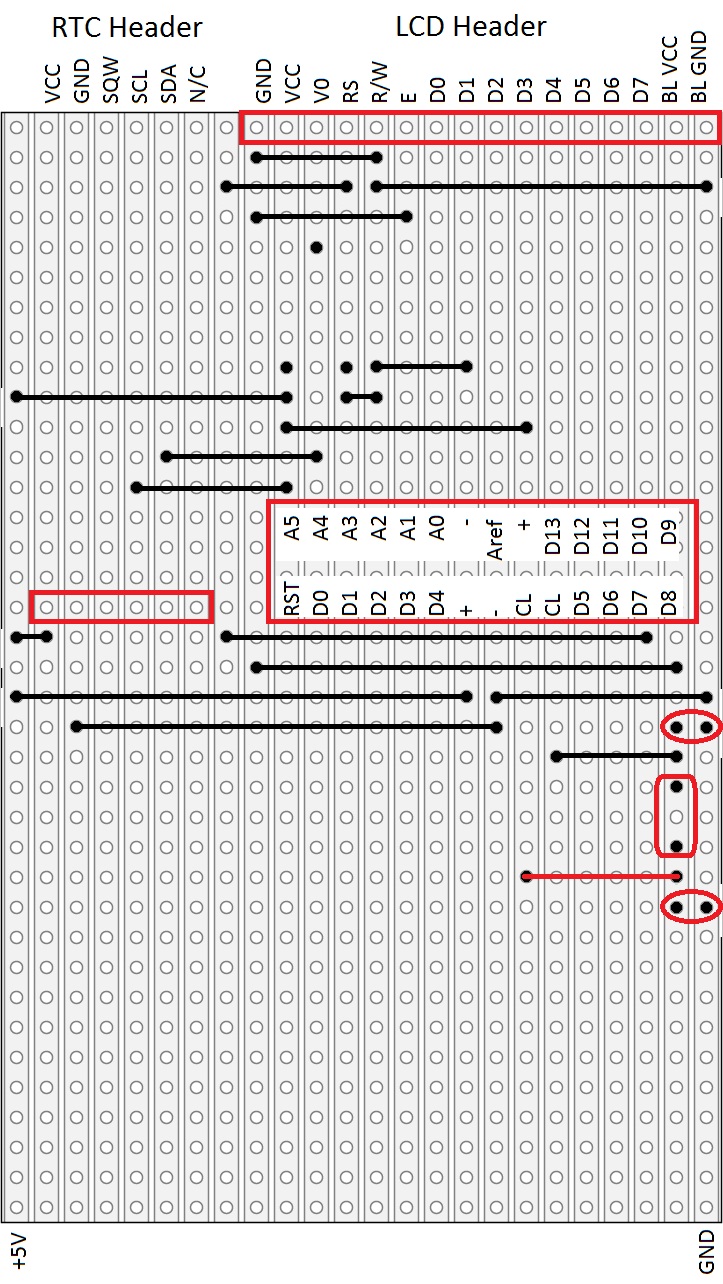 RTC Header
LCD Header
VCC
GND
SQW
SCL
SDA
N/C
GND
VCC
V0
RS
R/W
E
D0
D1
D2
D3
D4
D5
D6
D7
BL VCC
BL GND
A5
A4
A3
A2
A1
A0
-
Aref
+
D13
D12
D11
D10
D9
RST
D0
D1
D2
D3
D4
+
-
CL
CL
D5
D6
D7
D8
+5V
GND